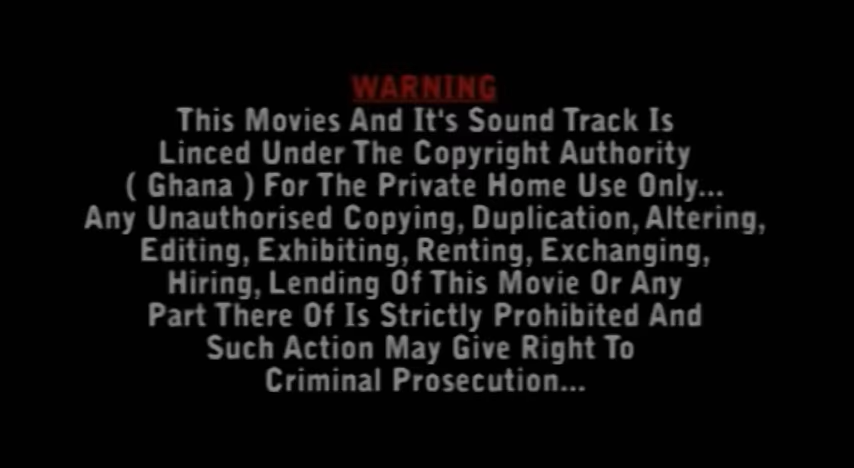 WARNING
This Movies And It's Sound Track Is
Linced Under The Copyright Authority
( Ghana ) For The Private Home Use Only...
Any Unauthorised Copying, Duplication, Altering,
Editing, Exhibiting, Renting, Exchanging,
Hiring, Lending Of This Movie Or Any
Part There Of Is Strictly Prohibited And
Such Action May Give Right To
Criminal Prosecution...